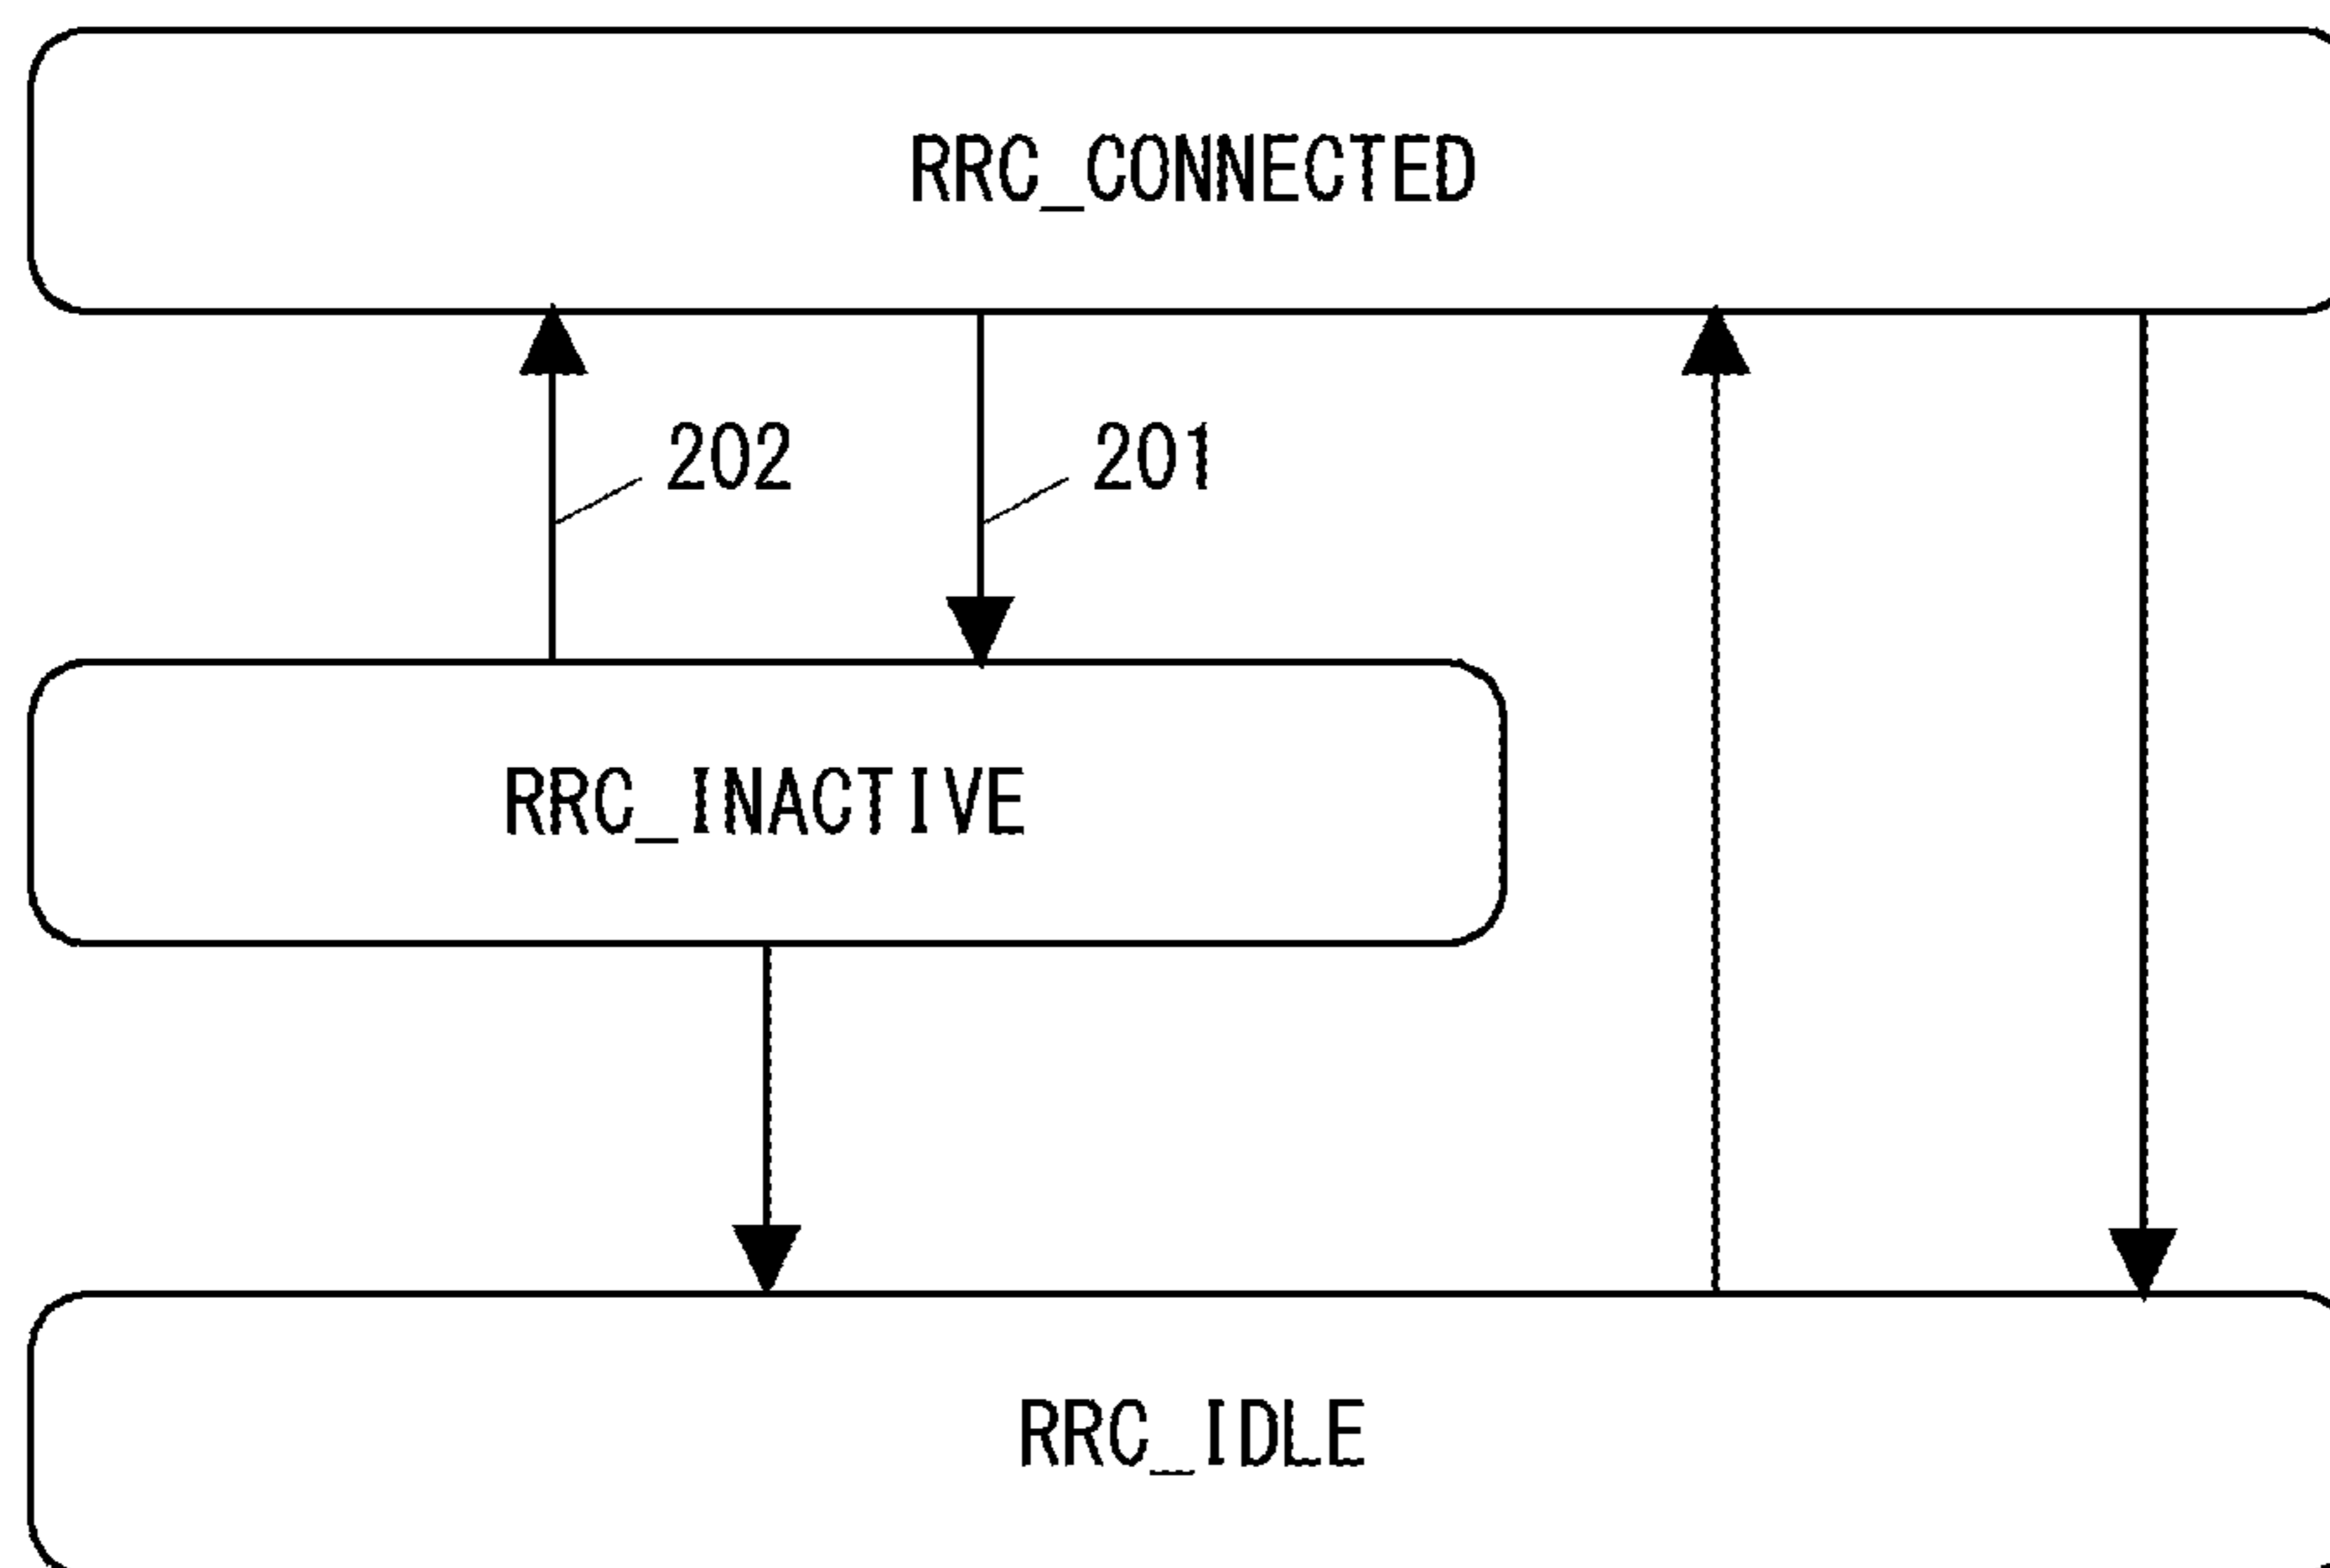 RRC_CONNECTED
202
201
RRC_INACTIVE
RRC_IDLE